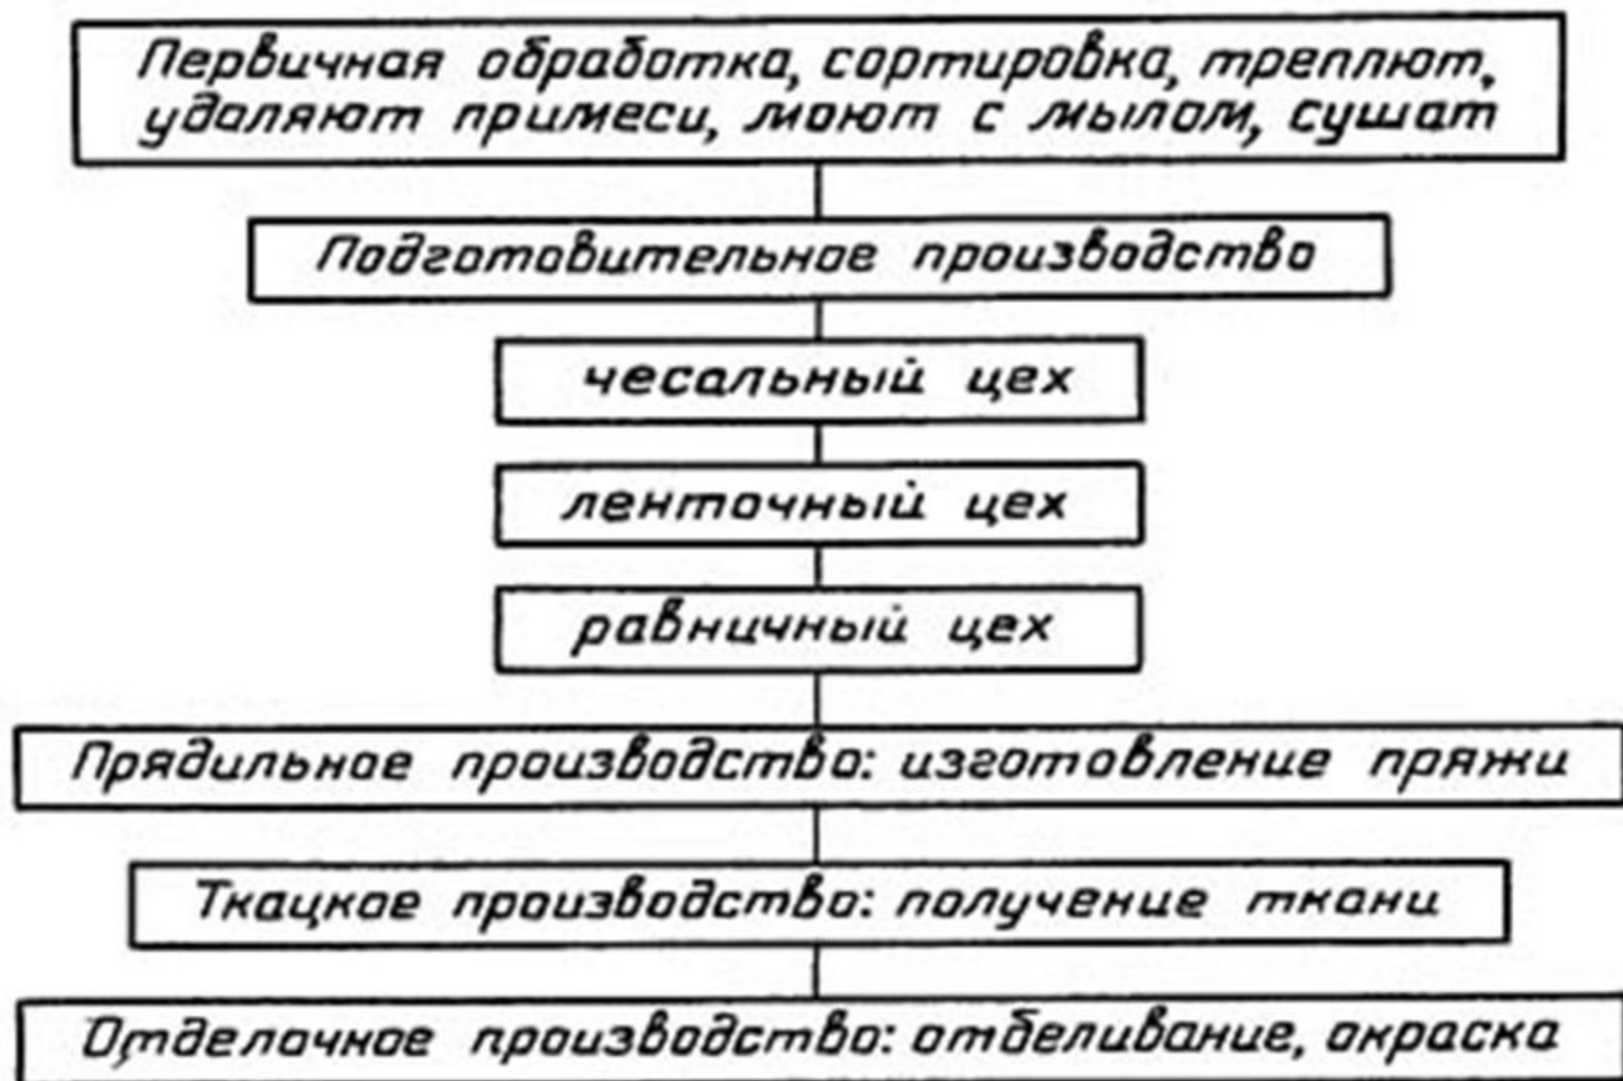 Первичная обработка, сортировка, треплют,
удаляют примеси, моют с мылом, сушат
Подготовительное производство
чесальный цех
ленточный цех
равничный цех
Прядильное производство: изготовление пряжи
Ткацкое производство: получение ткани
Отделочное производство: отбеливание, окраска